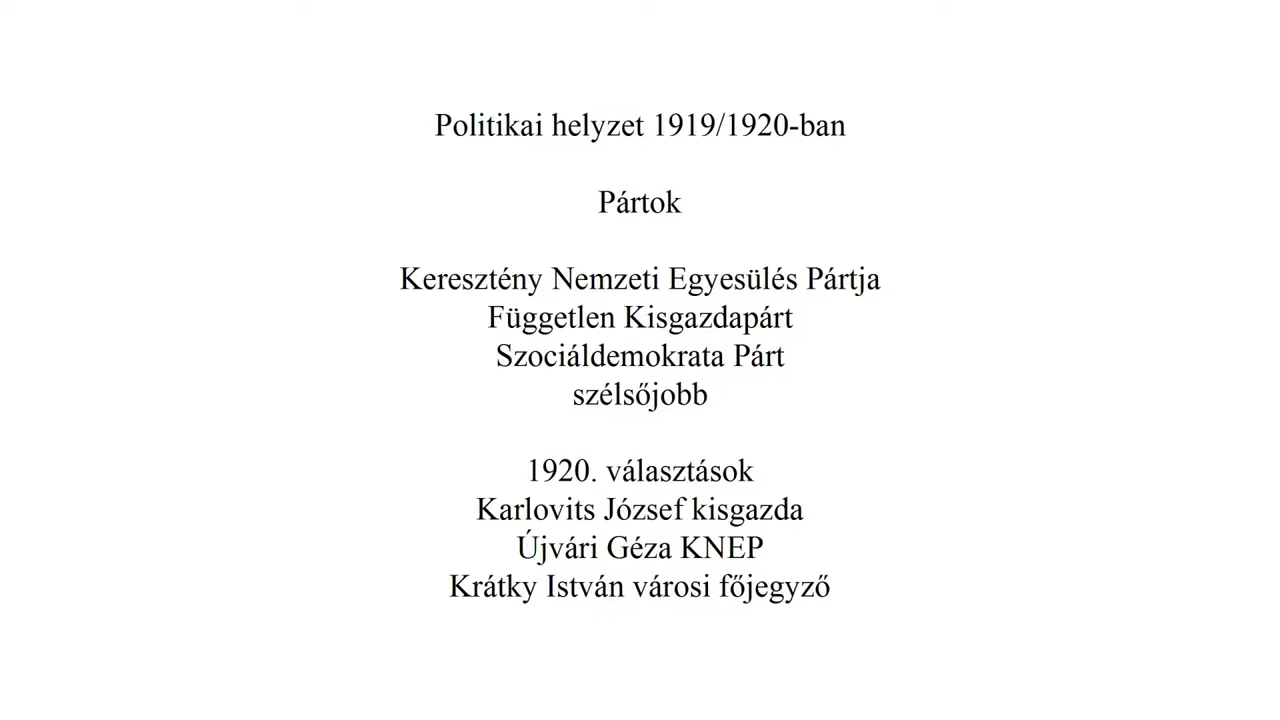 Politikai helyzet 1919/1920-ban
Pártok
Keresztény Nemzeti Egyesülés Pártja
Független Kisgazdapárt
Szociáldemokrata Párt
szélsőjobb
1920. választások
Karlovits József kisgazda
Újvári Géza KNEP
Krátky István városi főjegyző